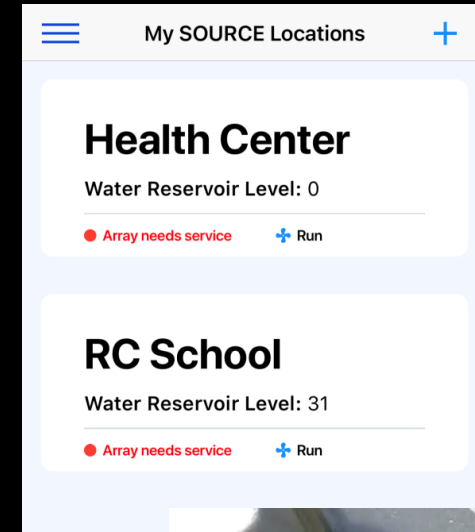 My SOURCE Locations
Health Center
Water Reservoir Level: 0
Array needs service Run
RC School
Water Reservoir Level: 31
Array needs service Run